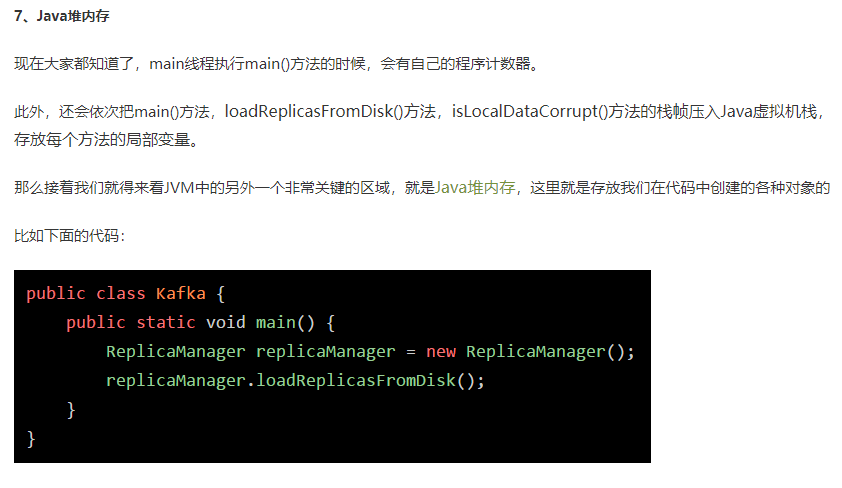 7、Java堆内存
现在大家都知道了，main线程执行main()方法的时候，会有自己的程序计数器。
此外，还会依次把main()方法，loadReplicasFromDisk()方法，isLocalDataCorrupt()方法的栈帧压入Java虚拟机栈，
存放每个方法的局部变量。
那么接着我们就得来看JVM中的另外一个非常关键的区域，就是Java堆内存，这里就是存放我们在代码中创建的各种对象的
比如下面的代码：
public class Kafka {
    public static void main() {
        ReplicaManager replicaManager = new ReplicaManager();
        replicaManager.loadReplicasFromDisk();
    }
}